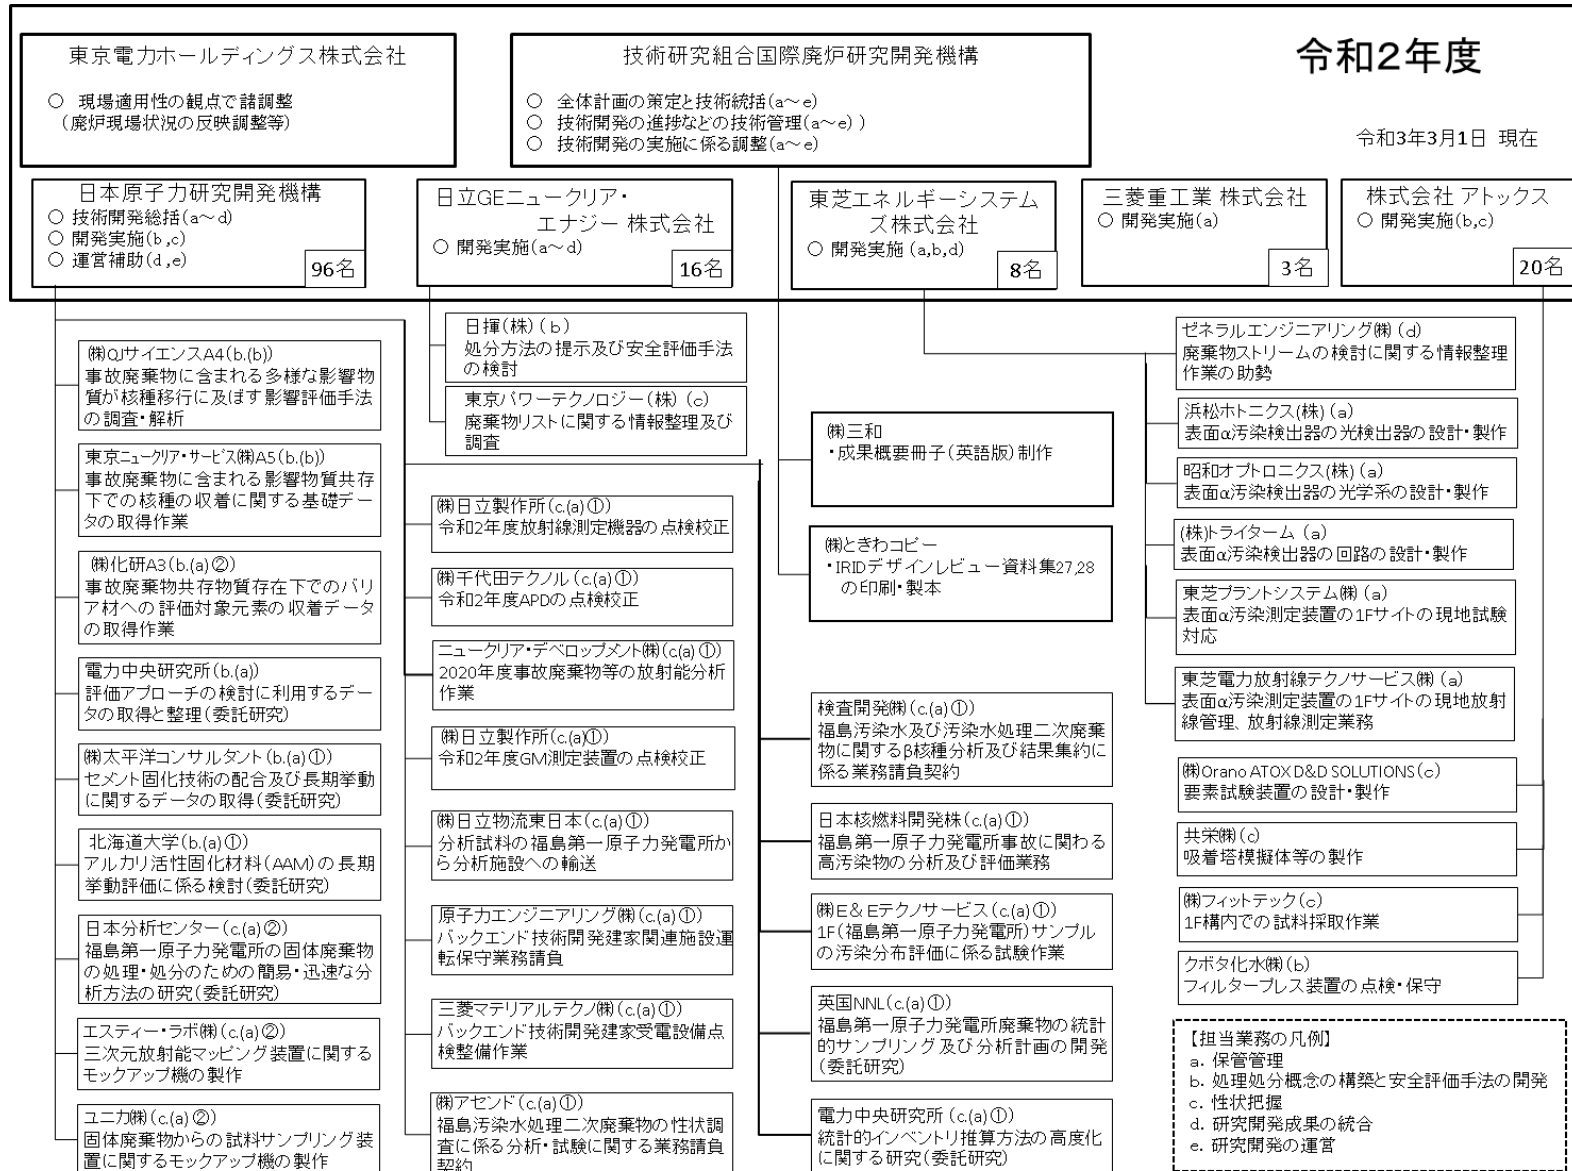 令和2年度
令和3年3月1日 現在
東京電力ホールディングス株式会社
○ 現場適用性の観点で諸調整
(廃炉現場状況の反映調整等)
技術研究組合国際廃炉研究開発機構
○ 全体計画の策定と技術統括(a～e)
○ 技術開発の進捗などの技術管理(a～e) )
○ 技術開発の実施に係る調整(a～e)
日本原子力研究開発機構
○ 技術開発総括(a～d)
○ 開発実施(b,c)
○ 運営補助(d,e)
96名
日立GEニュークリア・
エナジー 株式会社
○ 開発実施(a～d)
16名
東芝エネルギーシステム
ズ株式会社
○ 開発実施 (a,b,d)
8名
三菱重工業 株式会社
○ 開発実施(a)
3名
株式会社 アトックス
○ 開発実施(b,c)
20名
㈱QJサイエンスA4(b.(b))
事故廃棄物に含まれる多様な影響物
質が核種移行に及ぼす影響評価手法
の調査・解析
東京ニュークリア・サービス㈱A5(b.(b))
事故廃棄物に含まれる影響物質共存
下での核種の収着に関する基礎デー
タの取得作業
㈱化研A3(b.(a)②)
事故廃棄物共存物質存在下でのバリ
ア材への評価対象元素の収着データ
の取得作業
電力中央研究所(b.(a))
評価アプローチの検討に利用するデー
タの取得と整理(委託研究)
㈱太平洋コンサルタント(b.(a)①)
セメント固化技術の配合及び長期挙動
に関するデータの取得(委託研究)
北海道大学(b.(a)①)
アルカリ活性固化材料(AAM)の長期
挙動評価に係る検討(委託研究)
日本分析センター(c.(a)②)
福島第一原子力発電所の固体廃棄物
の処理・処分のための簡易・迅速な分
析方法の研究(委託研究)
エスティー・ラボ㈱(c.(a)②)
三次元放射能マッピング装置に関する
モックアップ機の製作
ユニカ㈱(c.(a)②)
固体廃棄物からの試料サンプリング装
置に関するモックアップ機の製作
日揮(株) (b)
処分方法の提示及び安全評価手法
の検討
東京パワーテクノロジー(株) (c)
廃棄物リストに関する情報整理及び
調査
㈱日立製作所(c.(a)①)
令和2年度放射線測定機器の点検校正
㈱千代田テクノル (c.(a)①)
令和2年度APDの点検校正
ニュークリア・デベロップメント㈱(c.(a)①)
2020年度事故廃棄物等の放射能分析
作業
㈱日立製作所(c.(a)①)
令和2年度GM測定装置の点検校正
㈱日立物流東日本(c.(a)①)
分析試料の福島第一原子力発電所か
ら分析施設への輸送
原子力エンジニアリング㈱(c.(a)①)
バックエンド技術開発建家関連施設運
転保守業務請負
三菱マテリアルテクノ㈱(c.(a)①)
バックエンド技術開発建家受電設備点
検整備作業
㈱アセンド(c.(a)①)
福島汚染水処理二次廃棄物の性状調
査に係る分析・試験に関する業務請負
契約
㈱三和
・成果概要冊子(英語版)制作
㈱ときわコピー
・IRIDデザインレビュー資料集27,28
の印刷・製本
検査開発㈱(c.(a)①)
福島汚染水及び汚染水処理二次廃棄
物に関するβ核種分析及び結果集約に
係る業務請負契約
日本核燃料開発株(c.(a)①)
福島第一原子力発電所事故に関わる
高汚染物の分析及び評価業務
㈱E&Eテクノサービス(c.(a)①)
1F(福島第一原子力発電所)サンプル
の汚染分布評価に係る試験作業
英国NNL(c.(a)①)
福島第一原子力発電所廃棄物の統計
的サンプリング及び分析計画の開発
(委託研究)
電力中央研究所 (c.(a)①)
統計的インベントリ推算方法の高度化
に関する研究(委託研究)
ゼネラルエンジニアリング㈱ (d)
廃棄物ストリームの検討に関する情報整理
作業の助勢
浜松ホトニクス(株) (a)
表面α汚染検出器の光検出器の設計・製作
昭和オプトロニクス(株) (a)
表面α汚染検出器の光学系の設計・製作
(株)トライターム (a)
表面α汚染検出器の回路の設計・製作
東芝プラントシステム㈱ (a)
表面α汚染測定装置の1Fサイトの現地試験
対応
東芝電力放射線テクノサービス㈱ (a)
表面α汚染測定装置の1Fサイトの現地放射
線管理、放射線測定業務
㈱Orano ATOX D&D SOLUTIONS(c)
要素試験装置の設計・製作
共栄㈱(c)
吸着塔模擬体等の製作
㈱フィットテック(c)
1F構内での試料採取作業
クボタ化水㈱(b)
フィルタープレス装置の点検・保守
【担当業務の凡例】
a. 保管管理
b. 処理処分概念の構築と安全評価手法の開発
c. 性状把握
d. 研究開発成果の統合
e. 研究開発の運営